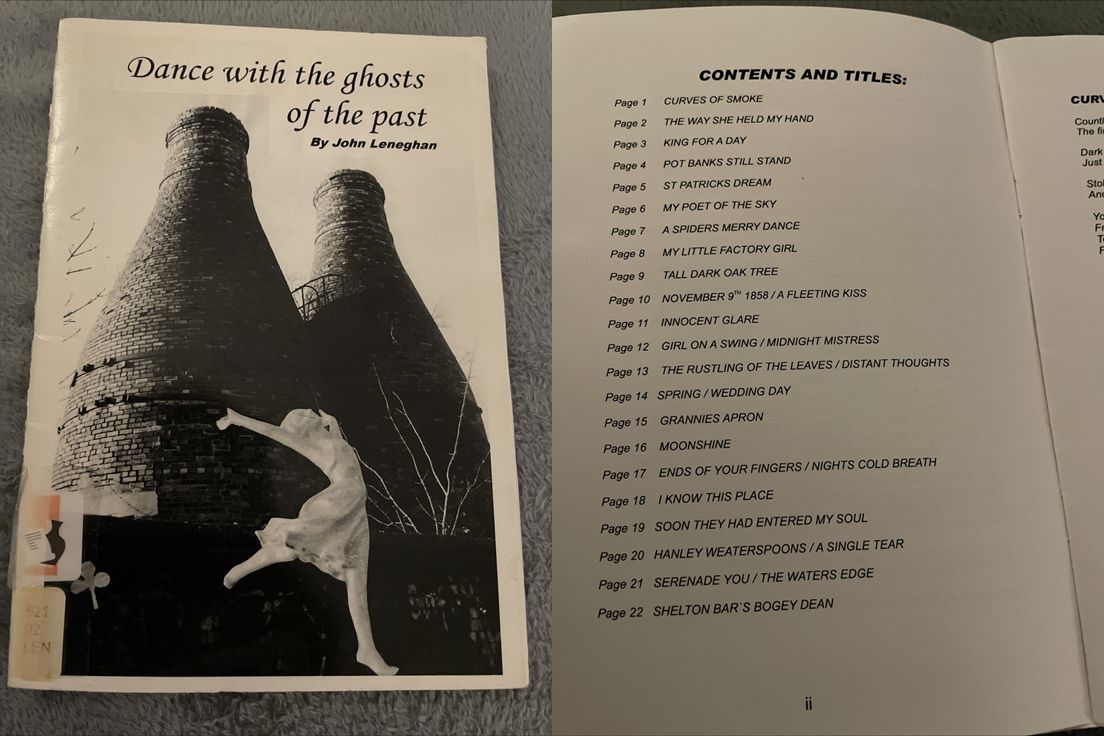 Dance with the ghosts
of the past
By John Leneghan
821
92
LEN
CONTENTS AND TITLES:
Page 1 CURVES OF SMOKE
Page 2 THE WAY SHE HELD MY HAND
Page 3 KING FOR A DAY
Page 4 POT BANKS STILL STAND
Page 5 ST PATRICKS DREAM
Page 6 MY POET OF THE SKY
Page 7 A SPIDERS MERRY DANCE
Page 8 MY LITTLE FACTORY GIRL
Page 9 TALL DARK OAK TREE
Page 10 NOVEMBER 9TH 1858 / A FLEETING KISS
Page 11 INNOCENT GLARE
Page 12 GIRL ON A SWING / MIDNIGHT MISTRESS
Page 13 THE RUSTLING OF THE LEAVES / DISTANT THOUGHTS
Page 14 SPRING / WEDDING DAY
Page 15 GRANNIES APRON
Page 16 MOONSHINE
Page 17 ENDS OF YOUR FINGERS / NIGHTS COLD BREATH
Page 18 I KNOW THIS PLACE
Page 19 SOON THEY HAD ENTERED MY SOUL
Page 20 HANLEY WEATERSPOONS / A SINGLE TEAR
Page 21 SERENADE YOU / THE WATERS EDGE
Page 22 SHELTON BAR`S BOGEY DEAN
ii
The
Dark
Just